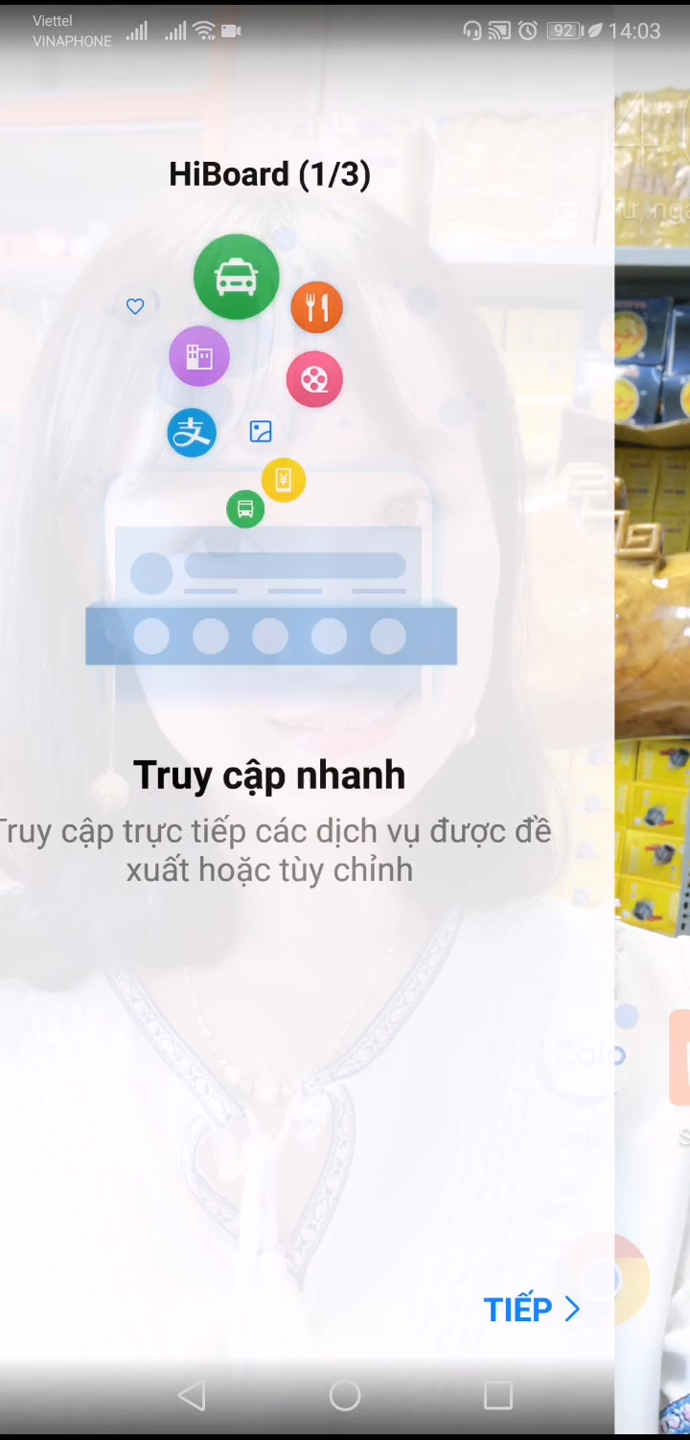 Viettel
VINAPHONE
92
14:03
HiBoard (1/3)
Truy cập nhanh
Truy cập trực tiếp các dịch vụ được đề
xuất hoặc tùy chỉnh
Zalo
TIẾP